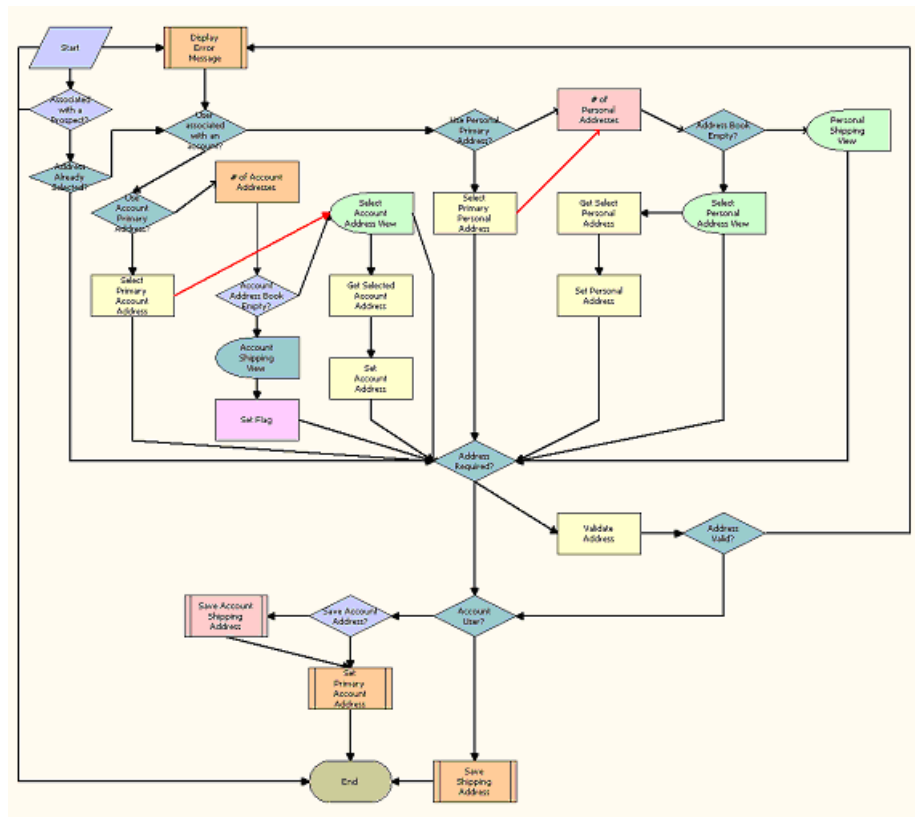 Start
Display
Error
Message
Associated
with a
Prospect?
User
associated
with an
account?
Use Personal
Primary
Address?
# of
Personal
Addresses
Address Book
Empty?
Personal
Shipping
View
Address
Already
Selected?
# of Account
Addresses
Use
Account
Primary
Address?
Select
Account
Address View
Select
Primary
Personal
Address
Get Select
Personal
Address
Select
Personal
Address View
Select
Primary
Account
Address
Account
Address Book
Empty?
Get Selected
Account
Address
Set Personal
Address
Account
Shipping
View
Set
Account
Address
Set Flag
Address
Required?
Validate
Address
Address
Valid?
Save Account
Shipping
Address
Save Account
Address?
Account
User?
Set
Primary
Account
Address
End
Save
Shipping
Address